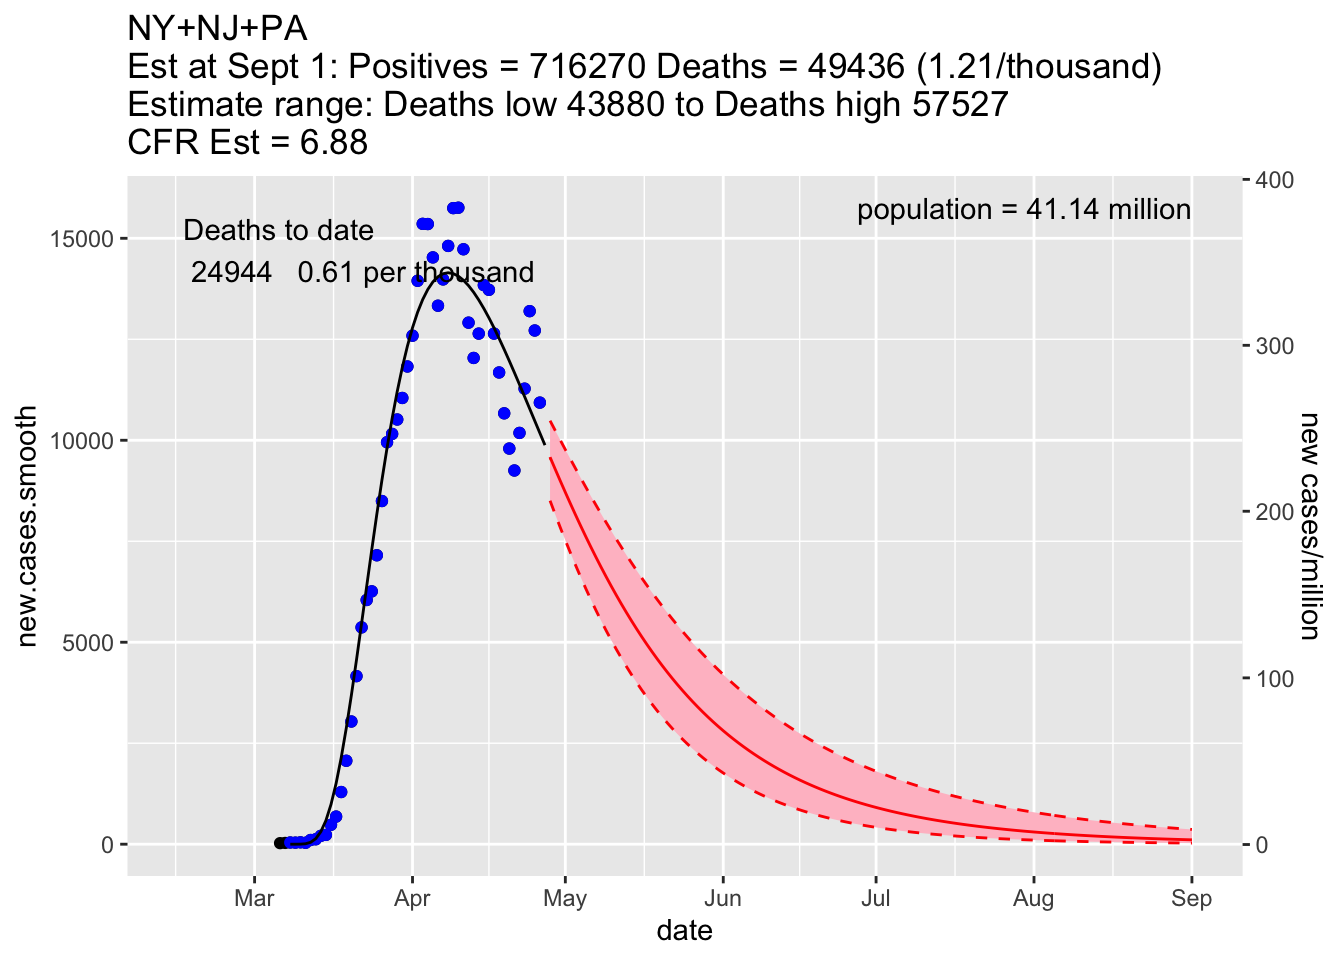 NY+NJ+PA
Est at Sept 1: Positives = 716270 Deaths = 49436 (1.21/thousand)
Estimate range: Deaths low 43880 to Deaths high 57527
CFR Est = 6.88
population = 41.14 million
Deaths to date
24944 0.61 per thousand
new.cases.smooth
15000
10000
5000
0
400
300
200
100
0
new cases/million
Mar Apr May Jun Jul Aug Sep
date